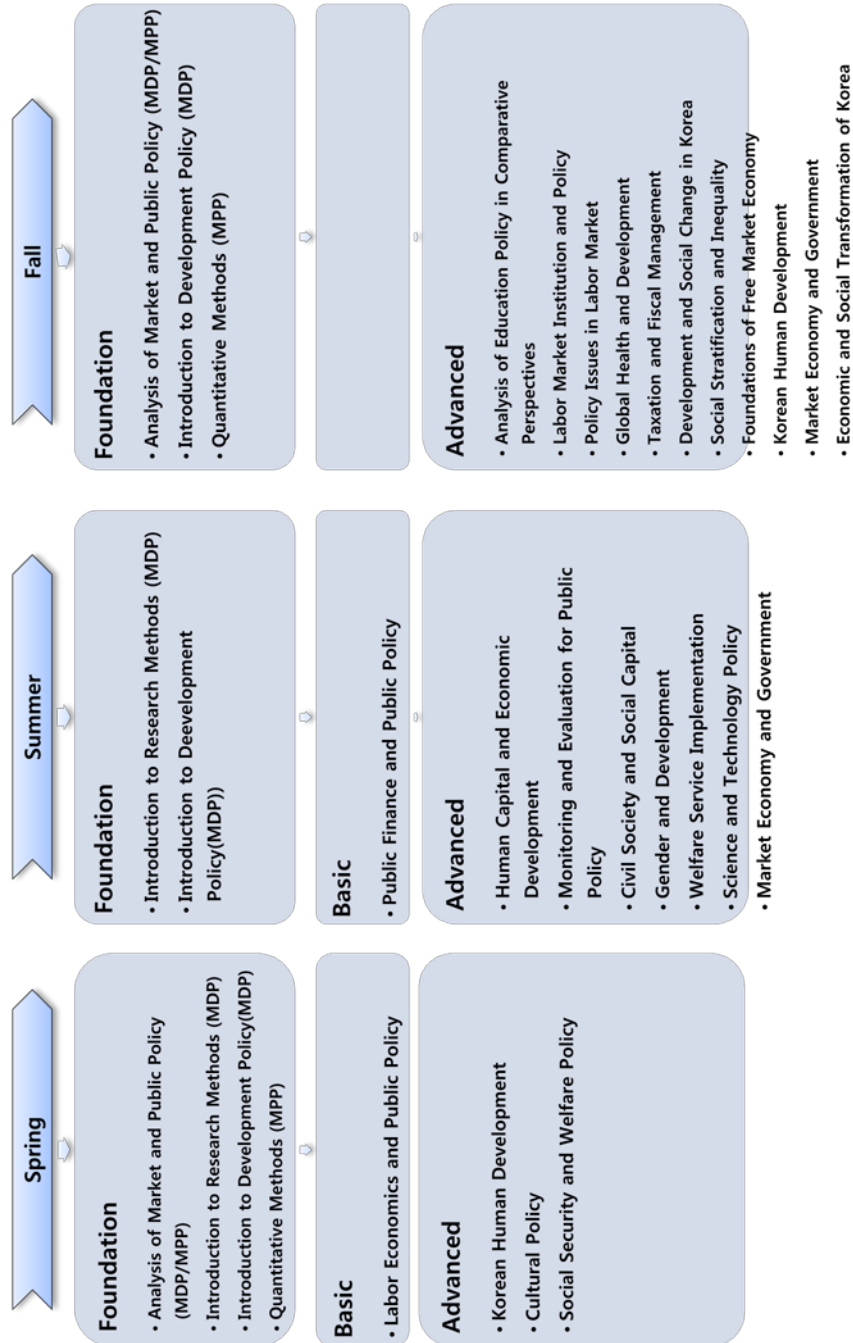 Spring
Foundation
• Analysis of Market and Public Policy
(MDP/MPP)
• Introduction to Research Methods (MDP)
• Introduction to Development Policy(MDP)
• Quantitative Methods (MPP)
Basic
• Labor Economics and Public Policy
Advanced
• Korean Human Development
• Cultural Policy
• Social Security and Welfare Policy
Summer
Foundation
• Introduction to Research Methods (MDP)
• Introduction to Deevelopment
Policy(MDP))
Basic
• Public Finance and Public Policy
Advanced
• Human Capital and Economic
Development
• Monitoring and Evaluation for Public
Policy
• Civil Society and Social Capital
• Gender and Development
• Welfare Service Implementation
• Science and Technology Policy
• Market Economy and Government
Fall
Foundation
• Analysis of Market and Public Policy (MDP/MPP)
• Introduction to Development Policy (MDP)
• Quantitative Methods (MPP)
Advanced
• Analysis of Education Policy in Comparative
Perspectives
• Labor Market Institution and Policy
• Policy Issues in Labor Market
• Global Health and Development
• Taxation and Fiscal Management
• Development and Social Change in Korea
• Social Stratification and Inequality
• Foundations of Free Market Economy
• Korean Human Development
• Market Economy and Government
• Economic and Social Transformation of Korea